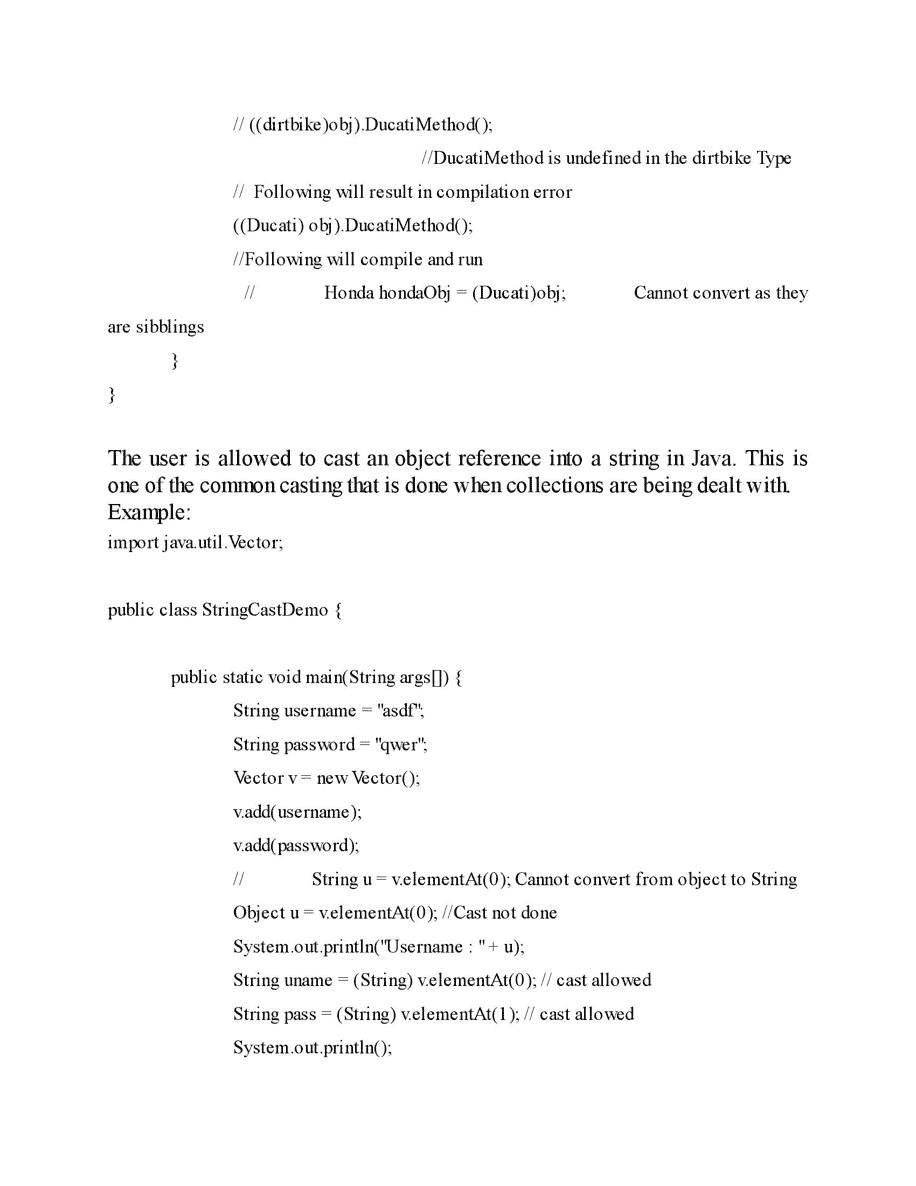 // ((dirtbike)obj).DucatiMethod();
//DucatiMethod is undefined in the dirtbike Type
// Following will result in compilation error
((Ducati) obj).DucatiMethod();
//Following will compile and run
// Honda hondaObj = (Ducati)obj; Cannot convert as they
are sibblings
}
}
The user is allowed to cast an object reference into a string in Java. This is
one of the common casting that is done when collections are being dealt with.
Example:
import java.util.Vector;
public class StringCastDemo {
public static void main(String args[]) {
String username = "asdf";
String password = "qwer";
Vector v = new Vector();
v.add(username);
v.add(password);
// String u = v.elementAt(0); Cannot convert from object to String
Object u = v.elementAt(0); //Cast not done
System.out.println("Username : " + u);
String uname = (String) v.elementAt(0); // cast allowed
String pass = (String) v.elementAt(1); // cast allowed
System.out.println();